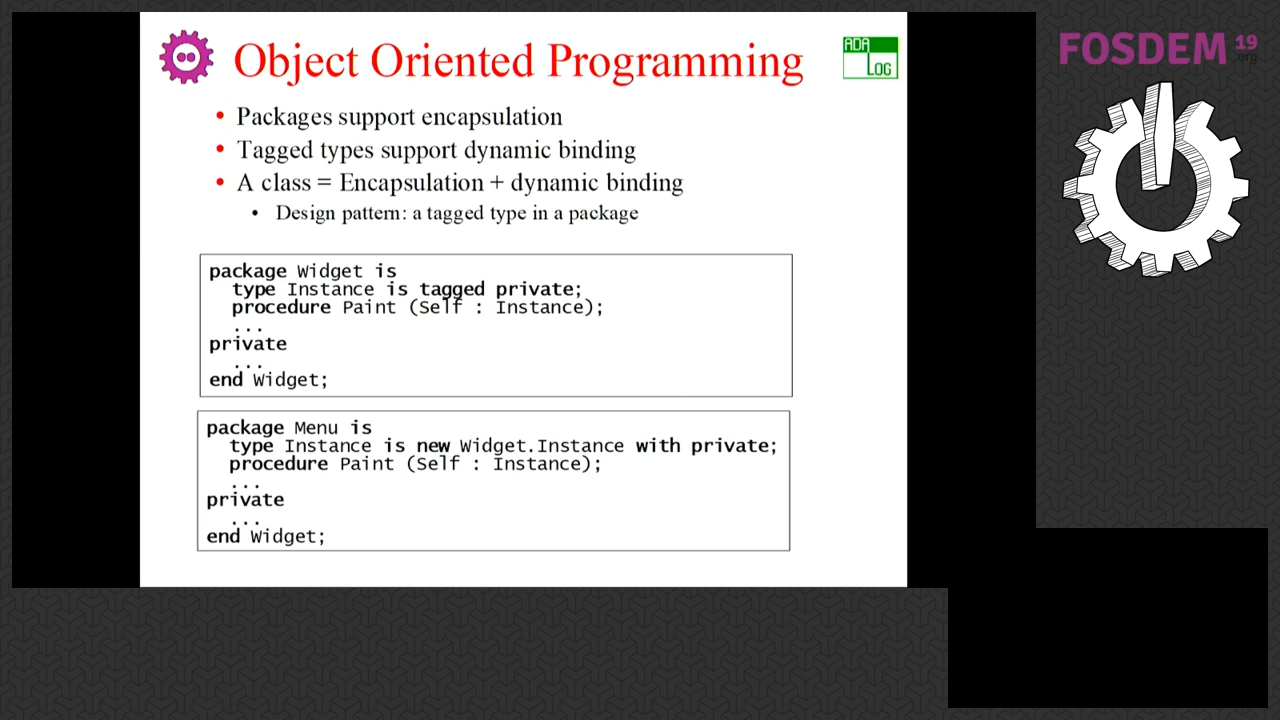 Object Oriented Programming
ADA
LOG
FOSDEM 19
.org
• Packages support encapsulation
• Tagged types support dynamic binding
• A class = Encapsulation + dynamic binding
• Design pattern: a tagged type in a package
package Widget is
type Instance is tagged private;
procedure Paint (Self : Instance);
...
private
...
end Widget;
package Menu is
type Instance is new Widget.Instance with private;
procedure Paint (Self : Instance);
...
private
...
end Widget;